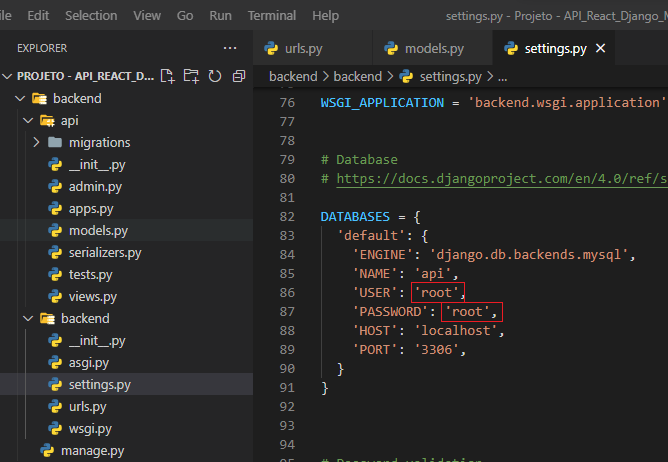 le Edit Selection View Go Run Terminal Help settings.py - Projeto - API_React_Django_M
EXPLORER ...
PROJETO - API_REACT_D...
backend
api
migrations
__init__.py
admin.py
apps.py
models.py
serializers.py
tests.py
views.py
backend
__init__.py
asgi.py
settings.py
urls.py
wsgi.py
manage.py
urls.py models.py settings.py
backend > backend > settings.py > ...
76 WSGI_APPLICATION = 'backend.wsgi.application'
77
78
79 # Database
80 # https://docs.djangoproject.com/en/4.0/ref/s
81
82 DATABASES = {
83 'default': {
84 'ENGINE': 'django.db.backends.mysql',
85 'NAME': 'api',
86 'USER': 'root',
87 'PASSWORD': 'root',
88 'HOST': 'localhost',
89 'PORT': '3306',
90 }
91 }
92
93
94
95 # Password validation